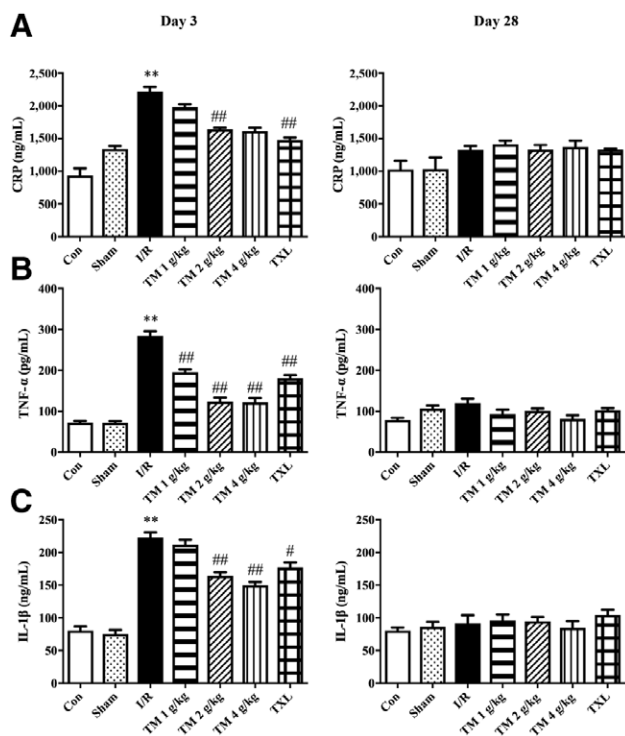 A
Day 3
Day 28
CRP (ng/mL)
2,500
2,000
1,500
1,000
500
0
**
##
##
Con
Sham
I/R
TM 1 g/kg
TM 2 g/kg
TM 4 g/kg
TXL
CRP (ng/mL)
2,500
2,000
1,500
1,000
500
0
Con
Sham
I/R
TM 1 g/kg
TM 2 g/kg
TM 4 g/kg
TXL
B
TNF-α (pg/mL)
400
300
200
100
0
**
##
##
##
##
Con
Sham
I/R
TM 1 g/kg
TM 2 g/kg
TM 4 g/kg
TXL
TNF-α (pg/mL)
400
300
200
100
0
Con
Sham
I/R
TM 1 g/kg
TM 2 g/kg
TM 4 g/kg
TXL
C
IL-1β (ng/mL)
250
200
150
100
50
0
**
##
##
#
Con
Sham
I/R
TM 1 g/kg
TM 2 g/kg
TM 4 g/kg
TXL
IL-1β (ng/mL)
250
200
150
100
50
0
Con
Sham
I/R
TM 1 g/kg
TM 2 g/kg
TM 4 g/kg
TXL